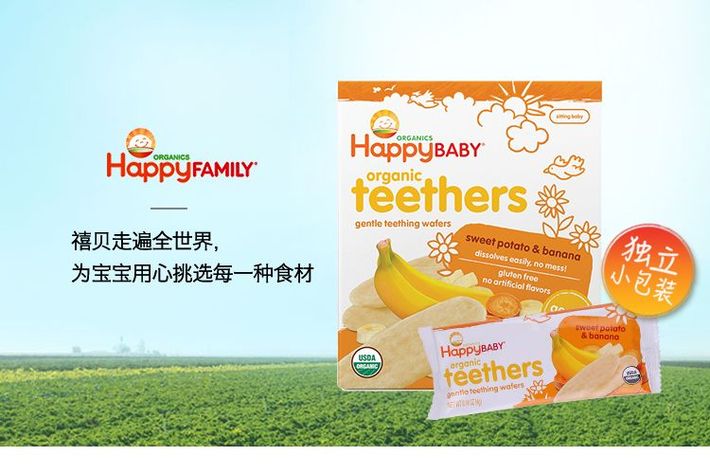 ORGANICS
HappyFAMILY®
禧贝走遍全世界，
为宝宝用心挑选每一种食材
sitting baby
ORGANICS
HappyBABY®
organic
teethers
gentle teething wafers
sweet potato & banana
dissolves easily, no mess!
gluten free
no artificial flavors
USDA
ORGANIC
独立
小包装
HappyBABY
organic
teethers
gentle teething wafers
sweet potato
& banana
USDA
ORGANIC